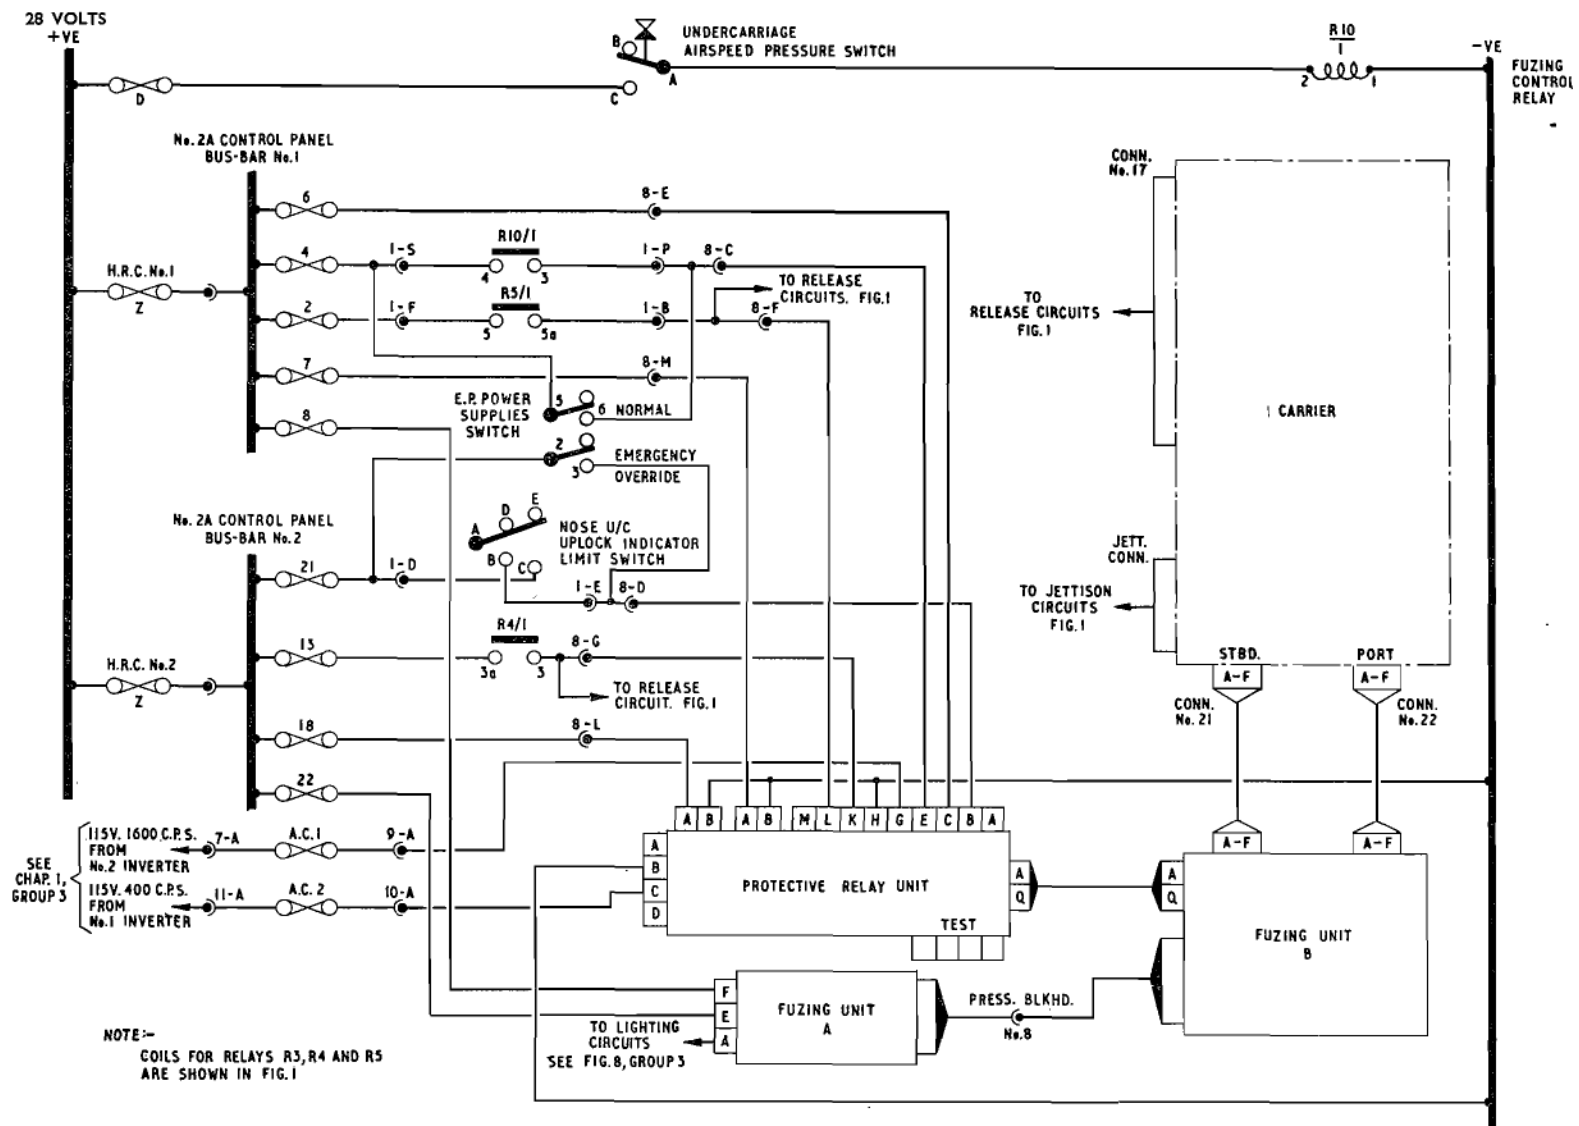 28 VOLTS
+VE
D
B
UNDERCARRIAGE
AIRSPEED PRESSURE SWITCH
A
C
R10
1
2
1
-VE
FUZING
CONTROL
RELAY
No.2A CONTROL PANEL
BUS-BAR No.1
6
8-E
4
1-S
R10/1
4
3
1-P
8-C
H.R.C. No.1
Z
2
1-F
R5/1
5
5a
1-B
TO RELEASE
CIRCUITS. FIG.1
8-F
7
8-M
8
E.P. POWER
SUPPLIES
SWITCH
5
6 NORMAL
2
3
EMERGENCY
OVERRIDE
No.2A CONTROL PANEL
BUS-BAR No.2
A
D
E
B
C
NOSE U/C
UPLOCK INDICATOR
LIMIT SWITCH
21
1-D
1-E
8-D
13
R4/1
3a
3
8-G
H.R.C. No.2
Z
TO RELEASE
CIRCUIT. FIG.1
18
8-L
22
CONN.
No.17
TO
RELEASE CIRCUITS
FIG.1
1 CARRIER
JETT.
CONN.
TO JETTISON
CIRCUITS
FIG.1
STBD.
PORT
A-F
A-F
CONN.
No.21
CONN.
No.22
A-F
A-F
SEE
CHAP. 1,
GROUP 3
115V. 1600 C.P.S.
FROM
No.2 INVERTER
7-A
A.C.1
9-A
115V. 400 C.P.S.
FROM
No.1 INVERTER
11-A
A.C.2
10-A
A B A B M L K H G E C B A
A
B
C
D
PROTECTIVE RELAY UNIT
TEST
A
Q
A
Q
FUZING UNIT
B
F
E
A
FUZING UNIT
A
PRESS. BLKHD.
No.8
TO LIGHTING
CIRCUITS
SEE FIG.8, GROUP 3
NOTE:-
COILS FOR RELAYS R3, R4 AND R5
ARE SHOWN IN FIG.1